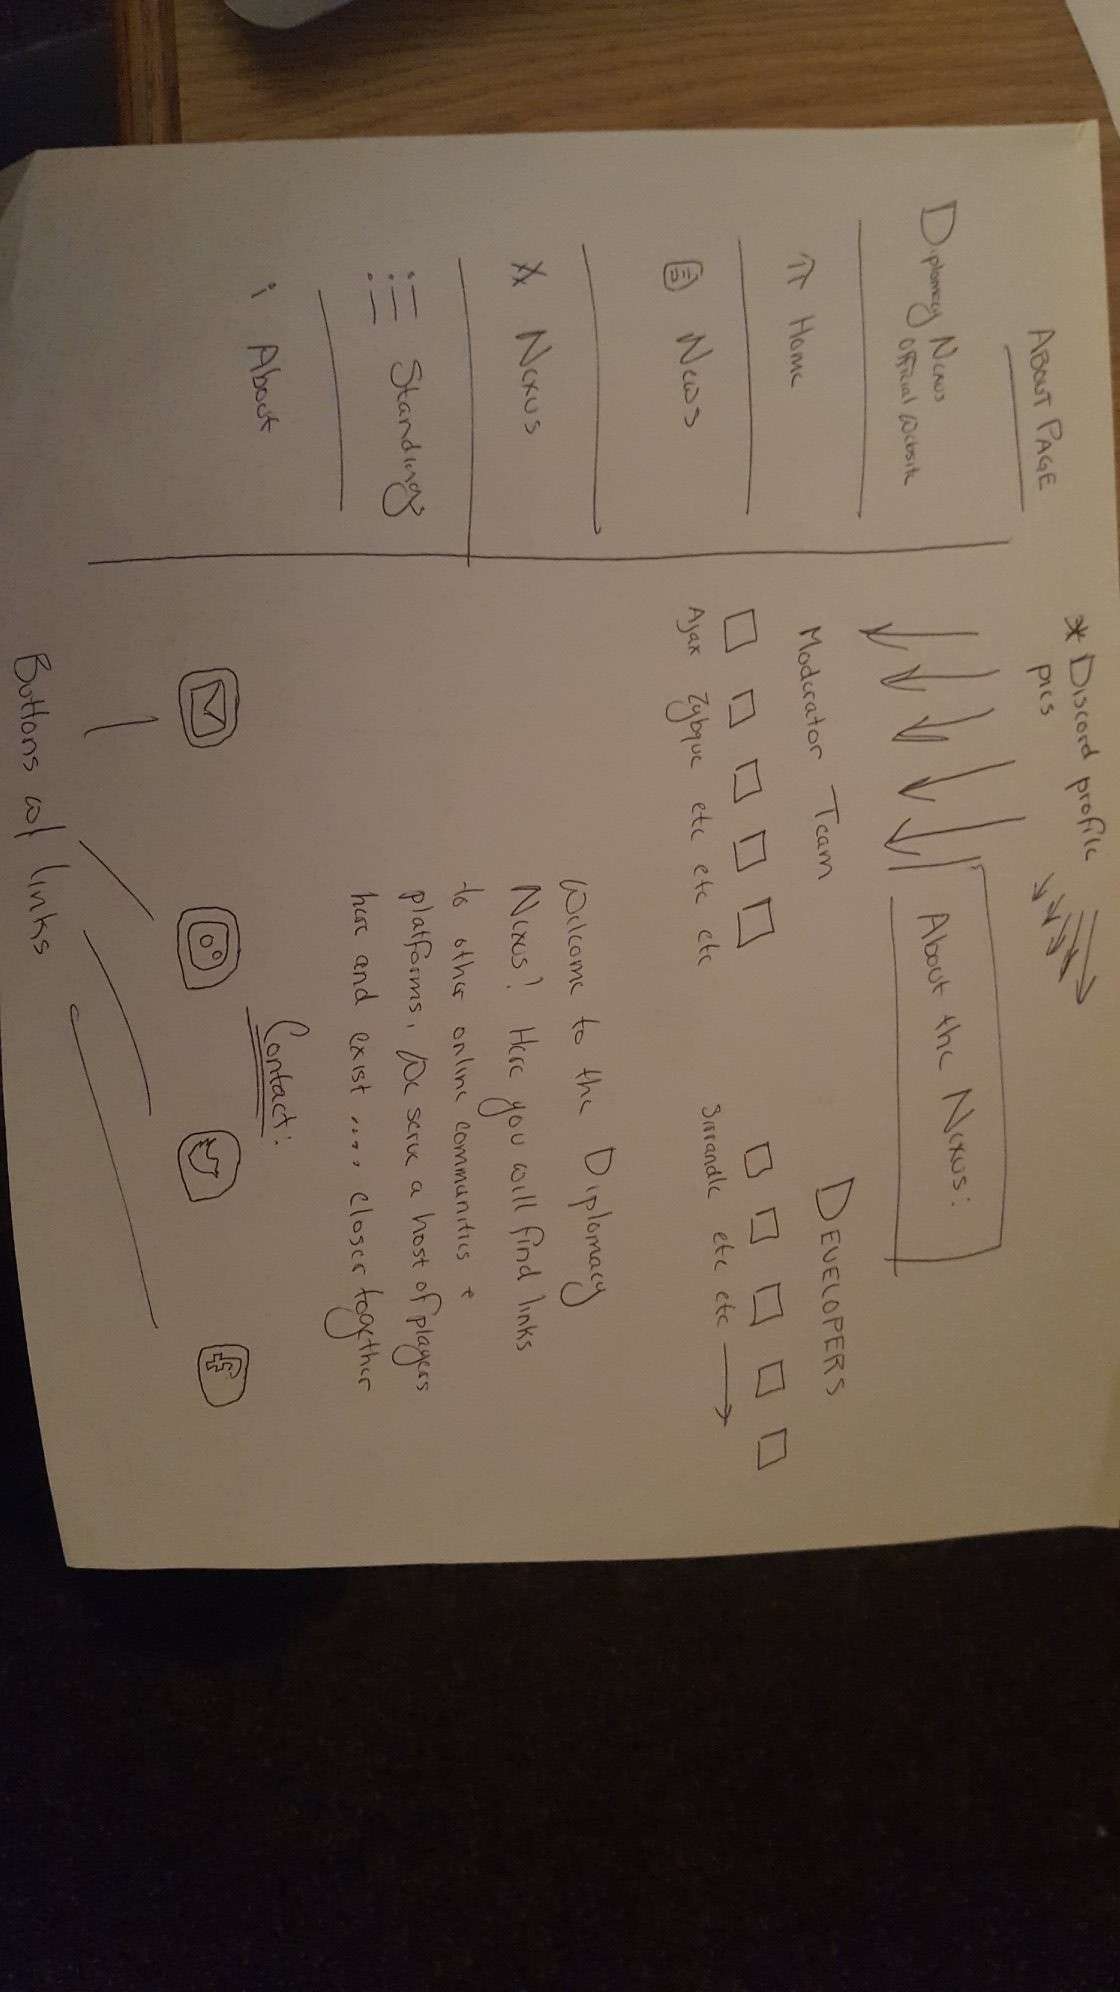 ABOUT PAGE
* Discord profile
pics
Diplomacy Nexus
Official Website
Home
News
Nexus
Standings
i About
About the Nexus:
Moderator Team
Ajax Zybque etc etc etc
DEVELOPERS
Sirrandle etc etc
Welcome to the Diplomacy
Nexus! Here you will find links
to other online communities +
platforms. We serve a host of players
here and exist .... closer together
Contact:
Buttons w/ links